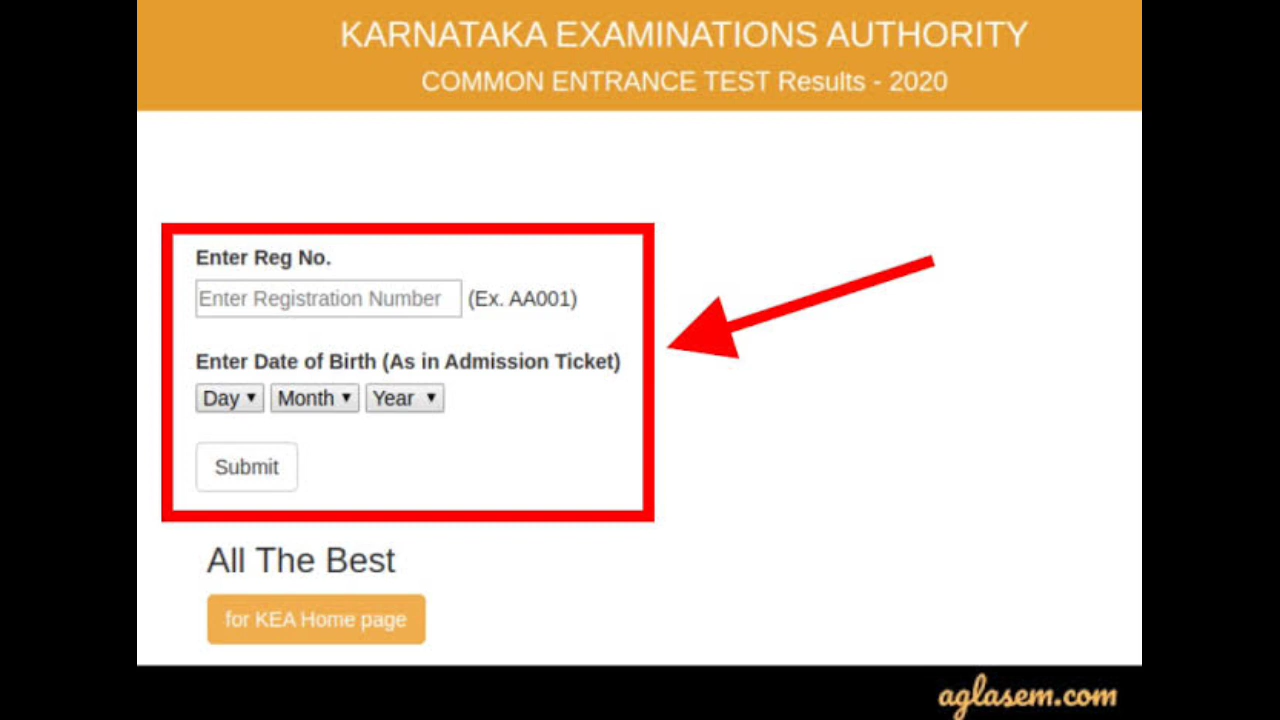 KARNATAKA EXAMINATIONS AUTHORITY
COMMON ENTRANCE TEST Results - 2020
Enter Reg No.
Enter Registration Number (Ex. AA001)
Enter Date of Birth (As in Admission Ticket)
Day Month Year
Submit
All The Best
for KEA Home page
aglasem.com